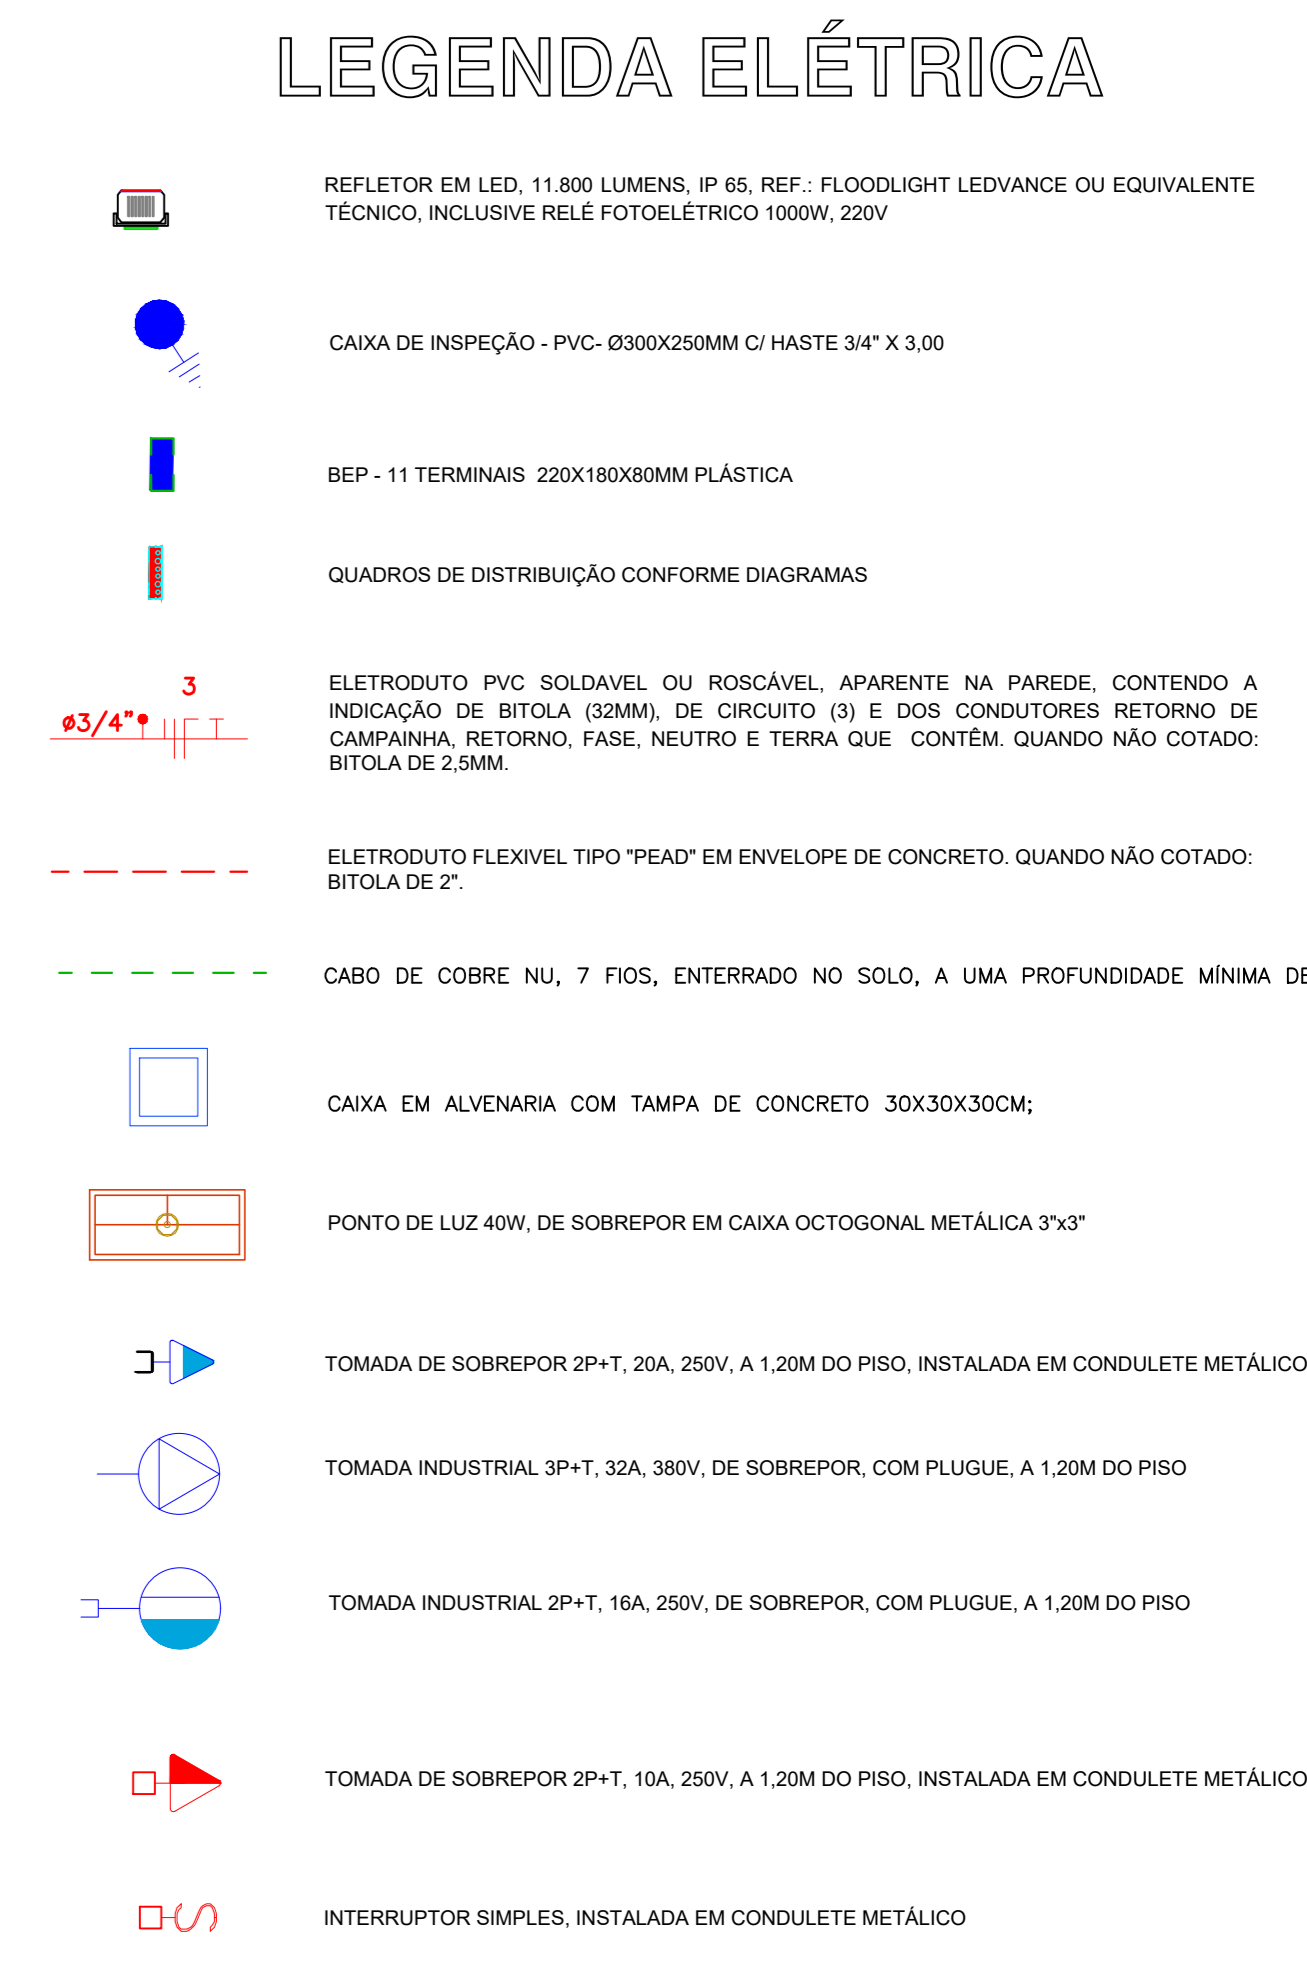 LEGENDA ELÉTRICA
REFLETOR EM LED, 11.800 LUMENS, IP 65, REF.: FLOODLIGHT LEDVANCE OU EQUIVALENTE
TÉCNICO, INCLUSIVE RELÉ FOTOELÉTRICO 1000W, 220V
CAIXA DE INSPEÇÃO - PVC- Ø300X250MM C/ HASTE 3/4" X 3,00
BEP - 11 TERMINAIS 220X180X80MM PLÁSTICA
QUADROS DE DISTRIBUIÇÃO CONFORME DIAGRAMAS
3
ø3/4"
ELETRODUTO PVC SOLDAVEL OU ROSCÁVEL, APARENTE NA PAREDE, CONTENDO A
INDICAÇÃO DE BITOLA (32MM), DE CIRCUITO (3) E DOS CONDUTORES RETORNO DE
CAMPAINHA, RETORNO, FASE, NEUTRO E TERRA QUE CONTÊM. QUANDO NÃO COTADO:
BITOLA DE 2,5MM.
ELETRODUTO FLEXIVEL TIPO "PEAD" EM ENVELOPE DE CONCRETO. QUANDO NÃO COTADO:
BITOLA DE 2".
CABO DE COBRE NU, 7 FIOS, ENTERRADO NO SOLO, A UMA PROFUNDIDADE MÍNIMA DE
CAIXA EM ALVENARIA COM TAMPA DE CONCRETO 30X30X30CM;
PONTO DE LUZ 40W, DE SOBREPOR EM CAIXA OCTOGONAL METÁLICA 3"x3"
TOMADA DE SOBREPOR 2P+T, 20A, 250V, A 1,20M DO PISO, INSTALADA EM CONDULETE METÁLICO
TOMADA INDUSTRIAL 3P+T, 32A, 380V, DE SOBREPOR, COM PLUGUE, A 1,20M DO PISO
TOMADA INDUSTRIAL 2P+T, 16A, 250V, DE SOBREPOR, COM PLUGUE, A 1,20M DO PISO
TOMADA DE SOBREPOR 2P+T, 10A, 250V, A 1,20M DO PISO, INSTALADA EM CONDULETE METÁLICO
INTERRUPTOR SIMPLES, INSTALADA EM CONDULETE METÁLICO